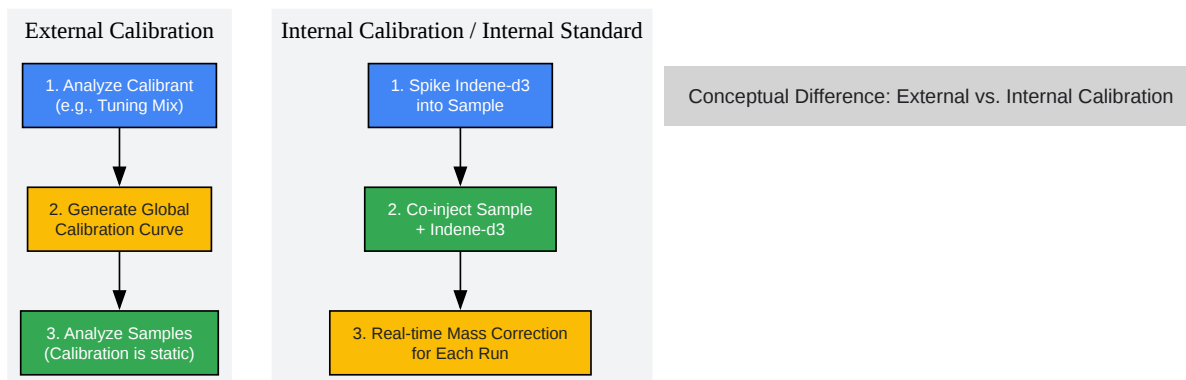 External Calibration
1. Analyze Calibrant
(e.g., Tuning Mix)
2. Generate Global
Calibration Curve
3. Analyze Samples
(Calibration is static)
Internal Calibration / Internal Standard
1. Spike Indene-d3
into Sample
2. Co-inject Sample
+ Indene-d3
3. Real-time Mass Correction
for Each Run
Conceptual Difference: External vs. Internal Calibration